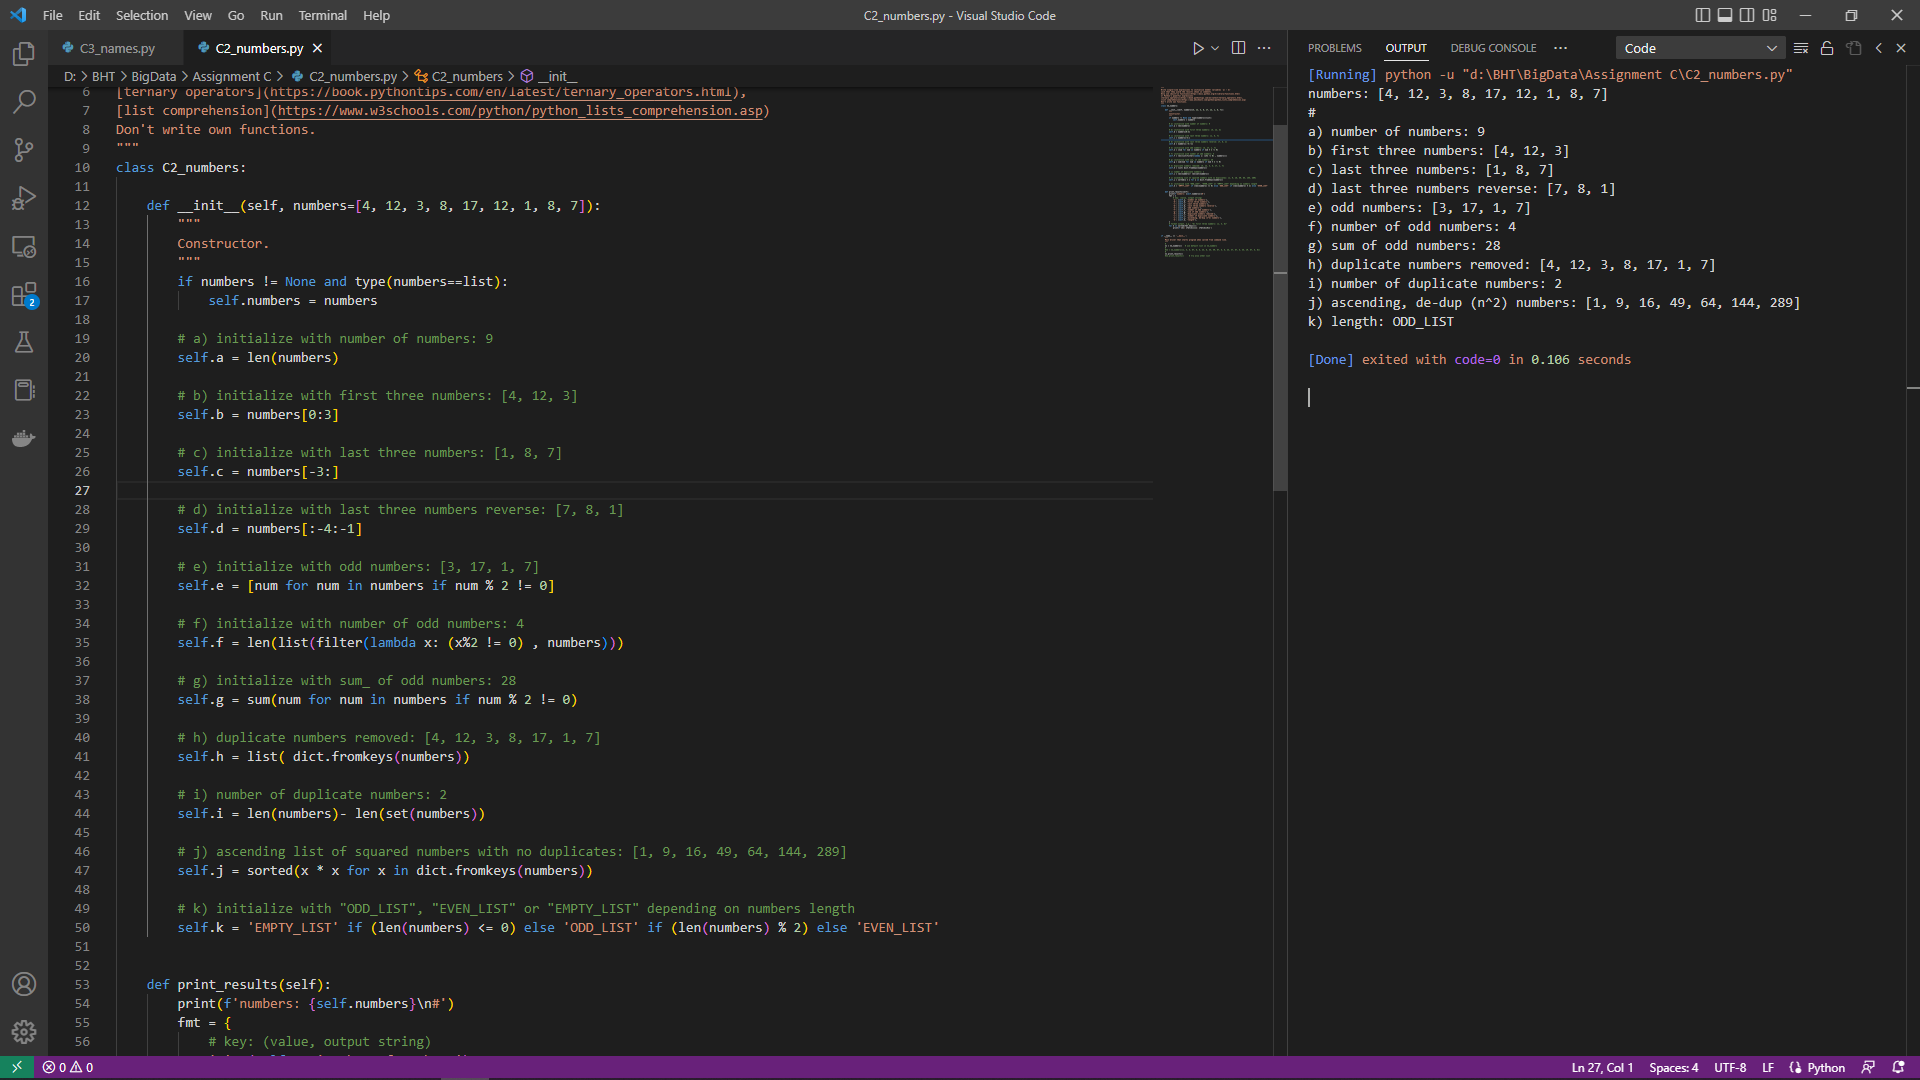 File Edit Selection View Go Run Terminal Help
C2_numbers.py - Visual Studio Code
C3_names.py
C2_numbers.py
D: > BHT > BigData > Assignment C > C2_numbers.py > C2_numbers > __init__
6 [ternary operators](https://book.pythontips.com/en/latest/ternary_operators.html),
7 [list comprehension](https://www.w3schools.com/python/python_lists_comprehension.asp)
8 Don't write own functions.
9 """
10 class C2_numbers:
11
12 def __init__(self, numbers=[4, 12, 3, 8, 17, 12, 1, 8, 7]):
13 """
14 Constructor.
15 """
16 if numbers != None and type(numbers==list):
17 self.numbers = numbers
18
19 # a) initialize with number of numbers: 9
20 self.a = len(numbers)
21
22 # b) initialize with first three numbers: [4, 12, 3]
23 self.b = numbers[0:3]
24
25 # c) initialize with last three numbers: [1, 8, 7]
26 self.c = numbers[-3:]
27
28 # d) initialize with last three numbers reverse: [7, 8, 1]
29 self.d = numbers[:-4:-1]
30
31 # e) initialize with odd numbers: [3, 17, 1, 7]
32 self.e = [num for num in numbers if num % 2 != 0]
33
34 # f) initialize with number of odd numbers: 4
35 self.f = len(list(filter(lambda x: (x%2 != 0) , numbers)))
36
37 # g) initialize with sum_ of odd numbers: 28
38 self.g = sum(num for num in numbers if num % 2 != 0)
39
40 # h) duplicate numbers removed: [4, 12, 3, 8, 17, 1, 7]
41 self.h = list( dict.fromkeys(numbers))
42
43 # i) number of duplicate numbers: 2
44 self.i = len(numbers)- len(set(numbers))
45
46 # j) ascending list of squared numbers with no duplicates: [1, 9, 16, 49, 64, 144, 289]
47 self.j = sorted(x * x for x in dict.fromkeys(numbers))
48
49 # k) initialize with "ODD_LIST", "EVEN_LIST" or "EMPTY_LIST" depending on numbers length
50 self.k = 'EMPTY_LIST' if (len(numbers) <= 0) else 'ODD_LIST' if (len(numbers) % 2) else 'EVEN_LIST'
51
52
53 def print_results(self):
54 print(f'numbers: {self.numbers}\n#')
55 fmt = {
56 # key: (value, output string)
PROBLEMS OUTPUT DEBUG CONSOLE ··· Code
[Running] python -u "d:\BHT\BigData\Assignment C\C2_numbers.py"
numbers: [4, 12, 3, 8, 17, 12, 1, 8, 7]
#
a) number of numbers: 9
b) first three numbers: [4, 12, 3]
c) last three numbers: [1, 8, 7]
d) last three numbers reverse: [7, 8, 1]
e) odd numbers: [3, 17, 1, 7]
f) number of odd numbers: 4
g) sum of odd numbers: 28
h) duplicate numbers removed: [4, 12, 3, 8, 17, 1, 7]
i) number of duplicate numbers: 2
j) ascending, de-dup (n^2) numbers: [1, 9, 16, 49, 64, 144, 289]
k) length: ODD_LIST
[Done] exited with code=0 in 0.106 seconds
2
0 0
Ln 27, Col 1 Spaces: 4 UTF-8 LF Python